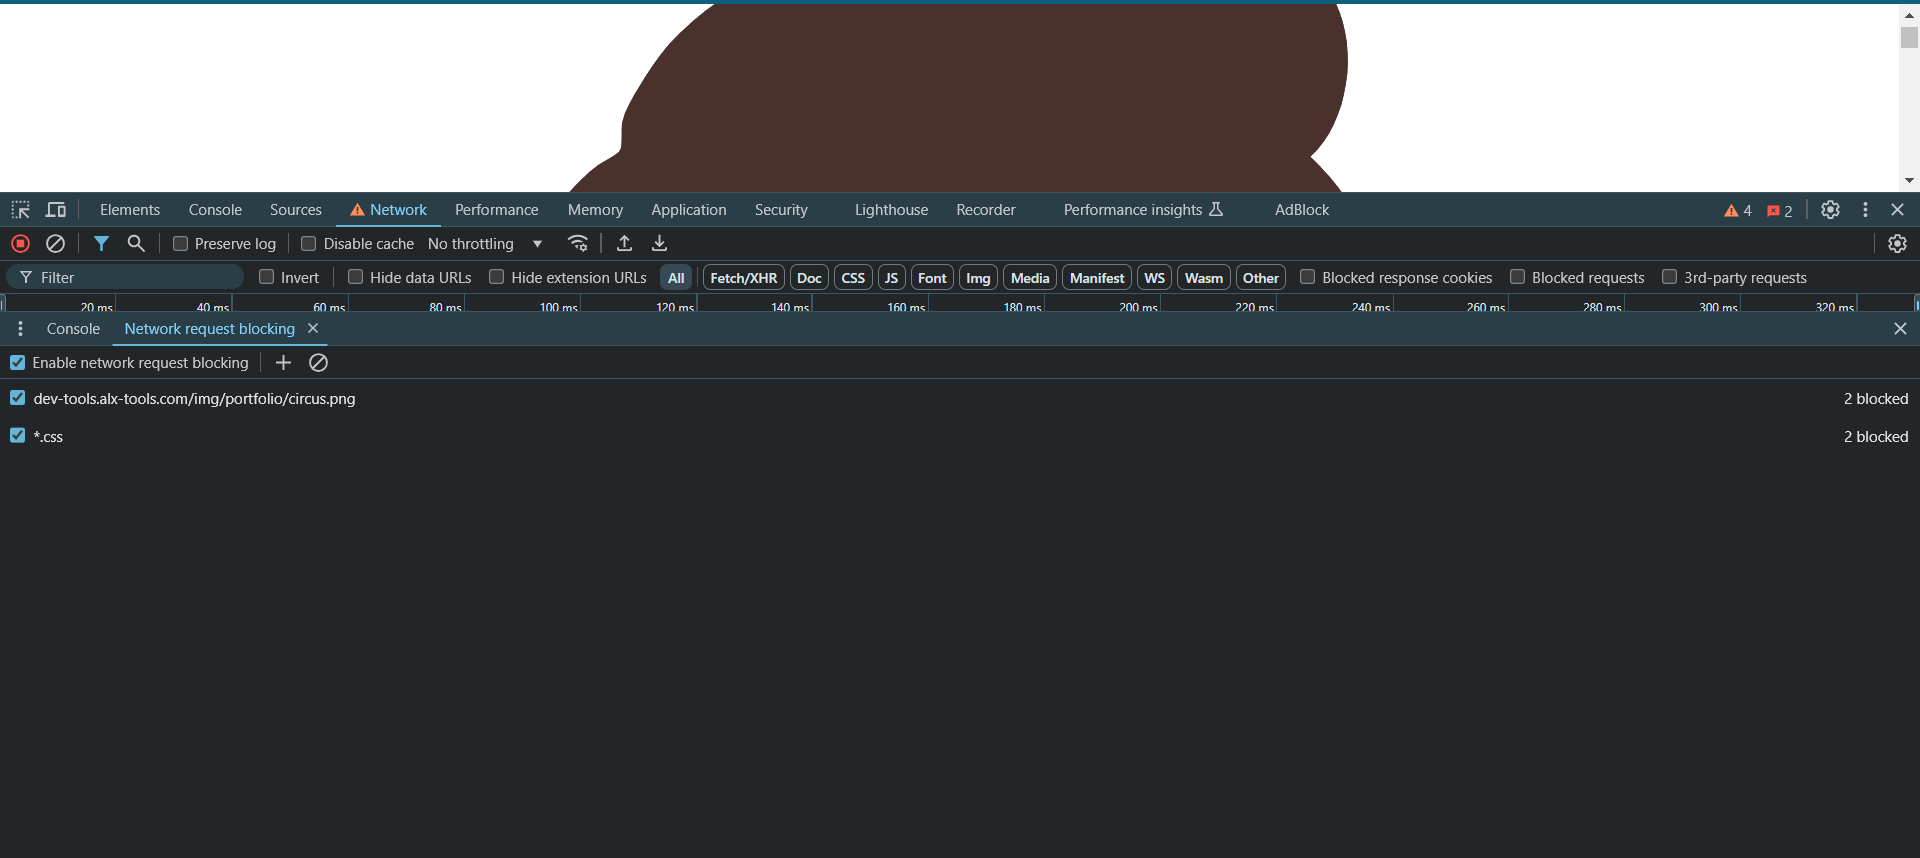 Elements Console Sources Network Performance Memory Application Security Lighthouse Recorder Performance insights AdBlock 4 2
Preserve log Disable cache No throttling
Filter Invert Hide data URLs Hide extension URLs All Fetch/XHR Doc CSS JS Font Img Media Manifest WS Wasm Other Blocked response cookies Blocked requests 3rd-party requests
20 ms 40 ms 60 ms 80 ms 100 ms 120 ms 140 ms 160 ms 180 ms 200 ms 220 ms 240 ms 260 ms 280 ms 300 ms 320 ms
Console Network request blocking
Enable network request blocking
dev-tools.alx-tools.com/img/portfolio/circus.png 2 blocked
*.css 2 blocked